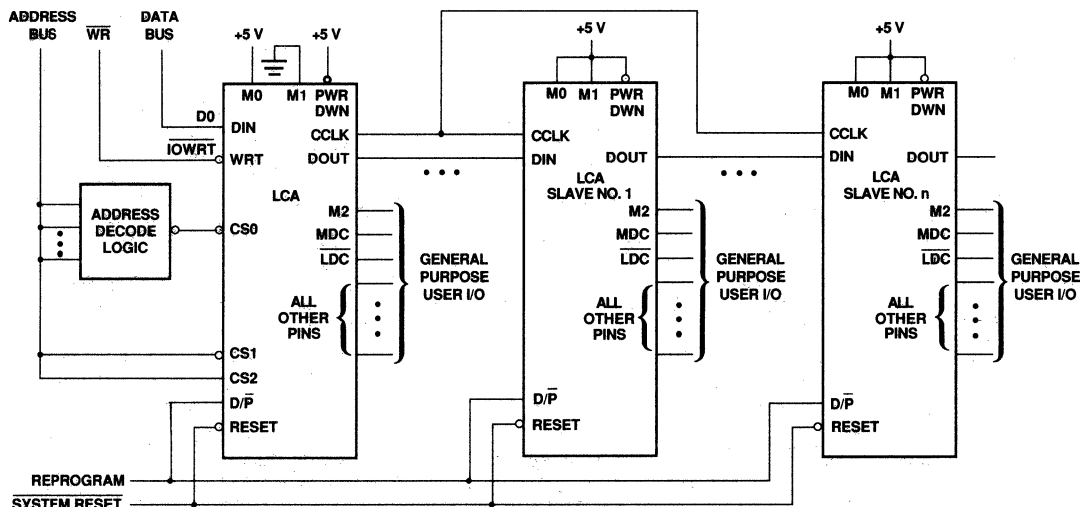 ADDRESS BUS
WR
DATA BUS
+5 V
+5 V
M0
M1
PWR DWN
D0
DIN
IOWRT
WRT
CCLK
DOUT
LCA
ADDRESS DECODE LOGIC
CS0
M2
MDC
LDC
GENERAL PURPOSE USER I/O
ALL OTHER PINS
CS1
CS2
D/P
RESET
+5 V
M0
M1
PWR DWN
CCLK
DIN
DOUT
LCA SLAVE NO. 1
M2
MDC
LDC
GENERAL PURPOSE USER I/O
ALL OTHER PINS
D/P
RESET
+5 V
M0
M1
PWR DWN
CCLK
DIN
DOUT
LCA SLAVE NO. n
M2
MDC
LDC
GENERAL PURPOSE USER I/O
ALL OTHER PINS
D/P
RESET
REPROGRAM
SYSTEM RESET